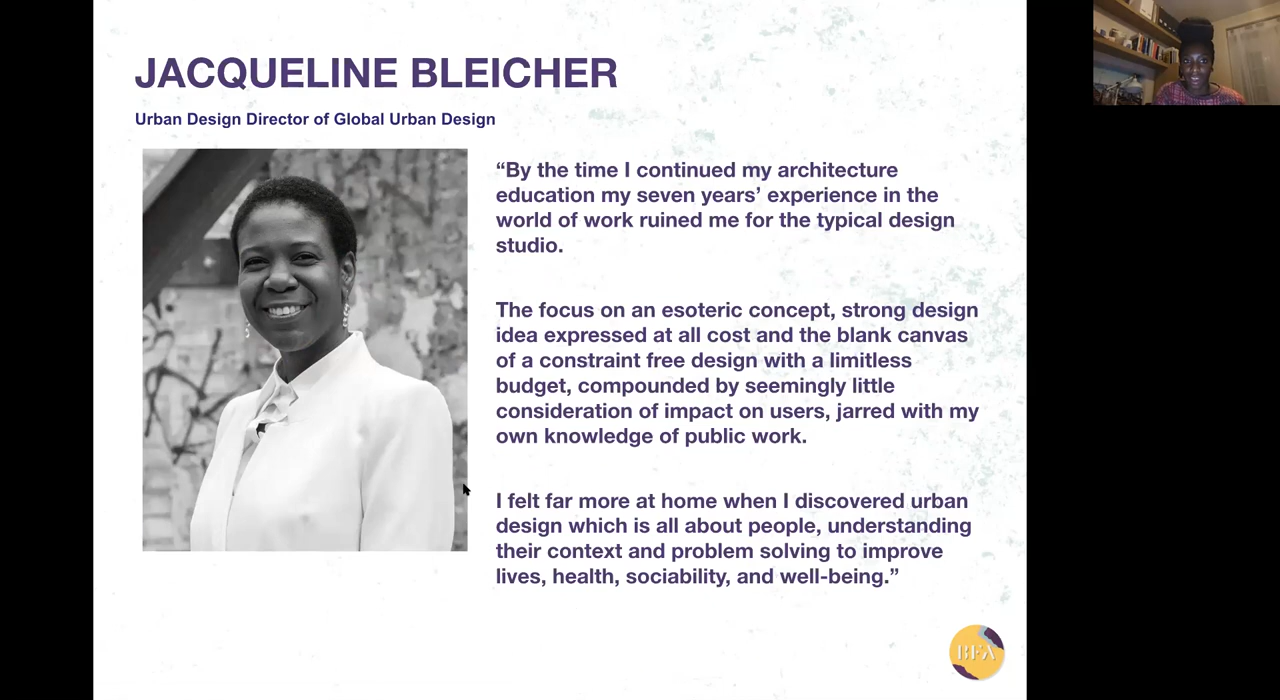 JACQUELINE BLEICHER
Urban Design Director of Global Urban Design
“By the time I continued my architecture
education my seven years’ experience in the
world of work ruined me for the typical design
studio.
The focus on an esoteric concept, strong design
idea expressed at all cost and the blank canvas
of a constraint free design with a limitless
budget, compounded by seemingly little
consideration of impact on users, jarred with my
own knowledge of public work.
I felt far more at home when I discovered urban
design which is all about people, understanding
their context and problem solving to improve
lives, health, sociability, and well-being.”
BFA